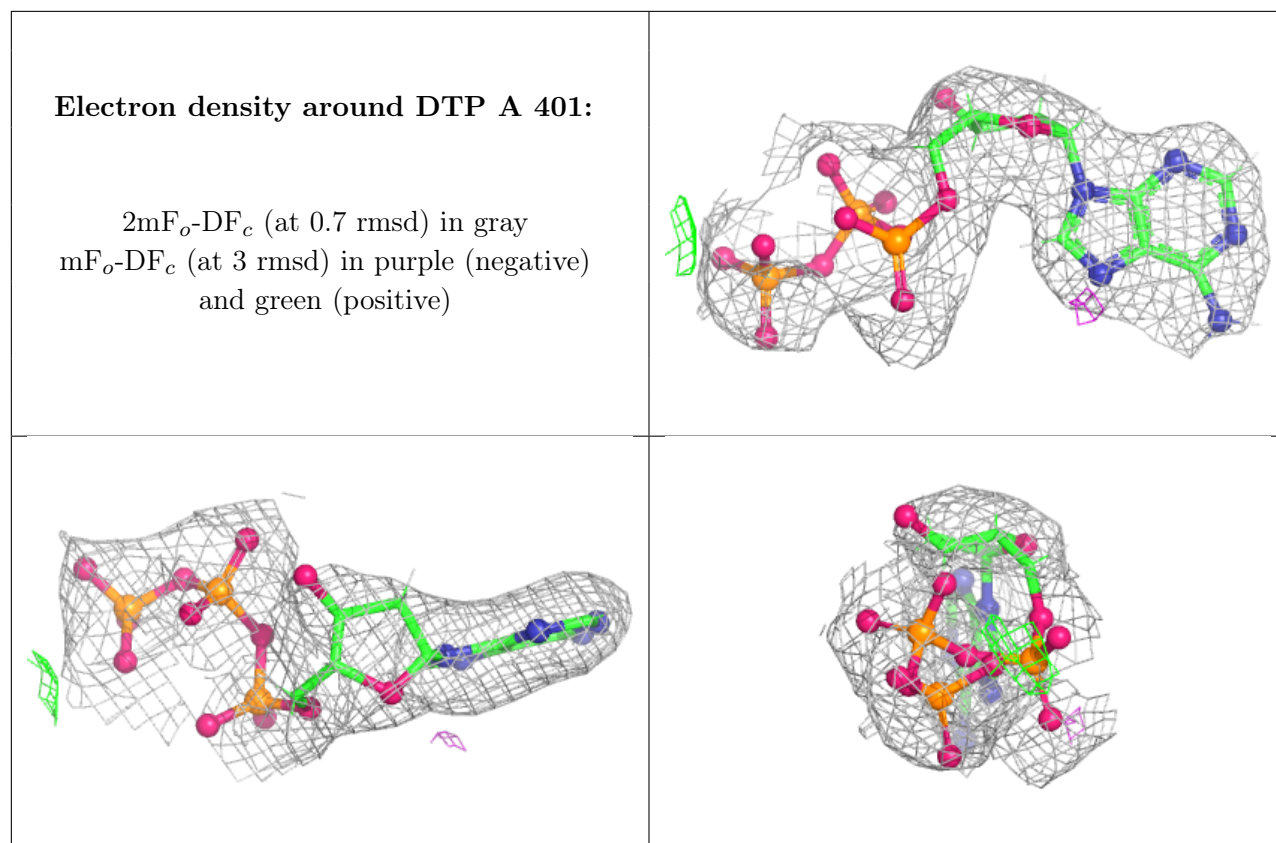 Electron density around DTP A 401:
2mFₒ-DF𝒸 (at 0.7 rmsd) in gray
mFₒ-DF𝒸 (at 3 rmsd) in purple (negative)
and green (positive)